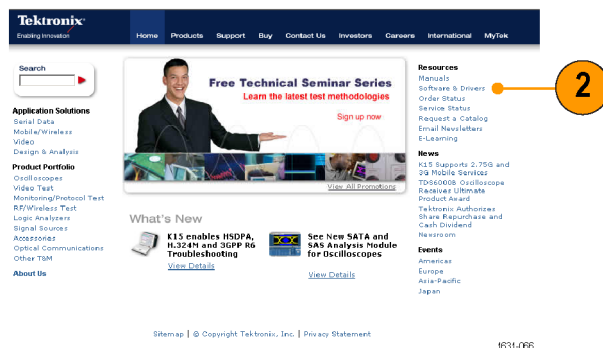 Tektronix
Enabling Innovation
Home Products Support Buy Contact Us Investors Careers International MyTek
Search
Application Solutions
Serial Data
Mobile/Wireless
Video
Design & Analysis
Product Portfolio
Oscilloscopes
Video Test
Monitoring/Protocol Test
RF/Wireless Test
Logic Analyzers
Signal Sources
Accessories
Optical Communications
Other T&M
About Us
Free Technical Seminar Series
Learn the latest test methodologies
Sign up now
View All Promotions
What's New
K15 enables HSDPA,
H.324M and 3GPP R6
Troubleshooting
View Details
See New SATA and
SAS Analysis Module
for Oscilloscopes
View Details
Resources
Manuals
Software & Drivers
Order Status
Service Status
Request a Catalog
Email Newsletters
E-Learning
2
News
K15 Supports 2.75G and
3G Mobile Services
TDS6000B Oscilloscope
Receives Ultimate
Product Award
Tektronix Authorizes
Share Repurchase and
Cash Dividend
Newsroom
Events
Americas
Europe
Asia-Pacific
Japan
Sitemap | © Copyright Tektronix, Inc. | Privacy Statement
1631-066